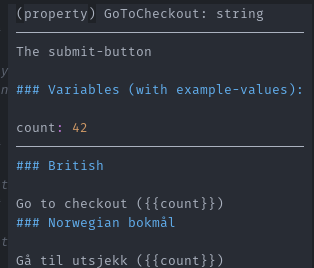 (property) GoToCheckout: string
The submit-button
### Variables (with example-values):
count: 42
### British
Go to checkout ({{count}})
### Norwegian bokmål
Gå til utsjekk ({{count}})